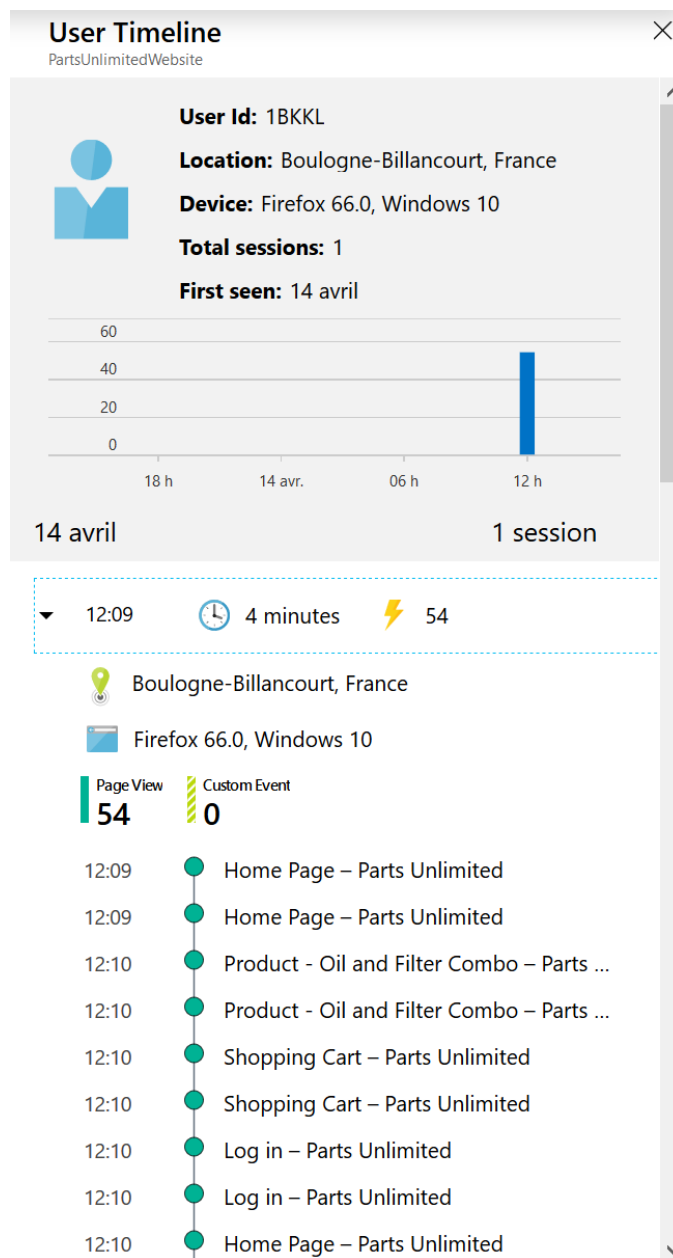 User Timeline
PartsUnlimitedWebsite
User Id: 1BKKL
Location: Boulogne-Billancourt, France
Device: Firefox 66.0, Windows 10
Total sessions: 1
First seen: 14 avril
60
40
20
0
18 h 14 avr. 06 h 12 h
14 avril 1 session
12:09 4 minutes 54
Boulogne-Billancourt, France
Firefox 66.0, Windows 10
Page View Custom Event
54 0
12:09 Home Page – Parts Unlimited
12:09 Home Page – Parts Unlimited
12:10 Product - Oil and Filter Combo – Parts ...
12:10 Product - Oil and Filter Combo – Parts ...
12:10 Shopping Cart – Parts Unlimited
12:10 Shopping Cart – Parts Unlimited
12:10 Log in – Parts Unlimited
12:10 Log in – Parts Unlimited
12:10 Home Page – Parts Unlimited